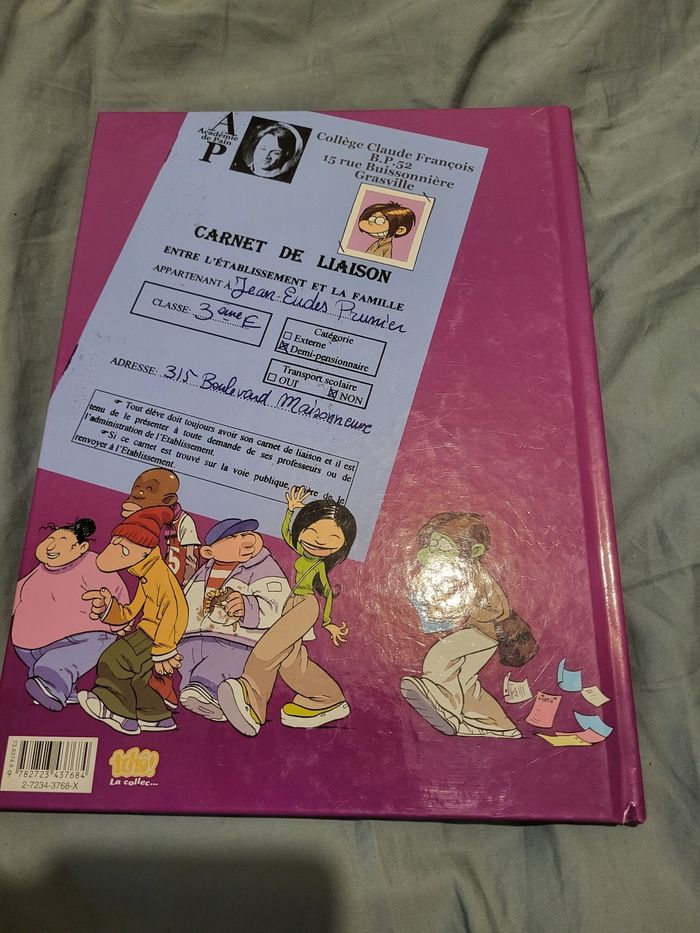 A
Académie
de Pain
P
Collège Claude François
B.P.52
15 rue Buissonnière
Grasville
CARNET DE LIAISON
ENTRE L'ÉTABLISSEMENT ET LA FAMILLE
APPARTENANT À Jean-Eudes Prunier
CLASSE: 3ème E
Catégorie
Externe
Demi-pensionnaire
Transport scolaire
OUI NON
ADRESSE: 315 Boulevard Maisonneuve
☞ Tout élève doit toujours avoir son carnet de liaison et il est
tenu de le présenter à toute demande de ses professeurs ou de
l'administration de l'Etablissement.
☞ Si ce carnet est trouvé sur la voie publique, de le
renvoyer à l'Etablissement.
15
9 782723 437684
2-7234-3768-X
tchô!
La collec...